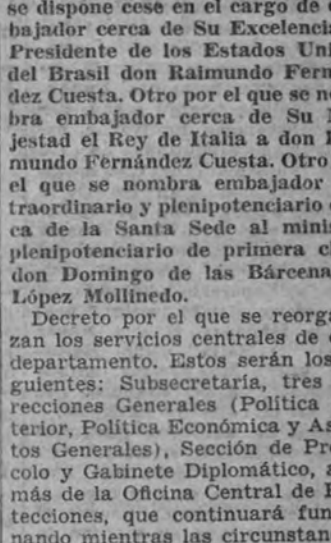 se dispone cese en el cargo de e
bajador cerca de Su Excelencia
Presidente de los Estados Uni
del Brasil don Raimundo Fern
dez Cuesta. Otro por el que se n
bra embajador cerca de Su
jestad el Rey de Italia a don
mundo Fernández Cuesta. Otro
el que se nombra embajador
traordinario y plenipotenciario
ca de la Santa Sede al minis
plenipotenciario de primera c
don Domingo de las Bárcena
López Mollinedo.
Decreto por el que se reorga
zan los servicios centrales de
departamento. Estos serán los
guientes: Subsecretaría, tres
recciones Generales (Política
terior, Política Económica y As
tos Generales), Sección de Pro
colo y Gabinete Diplomático, a
más de la Oficina Central de
tecciones, que continuará fun
nando mientras las circunstan